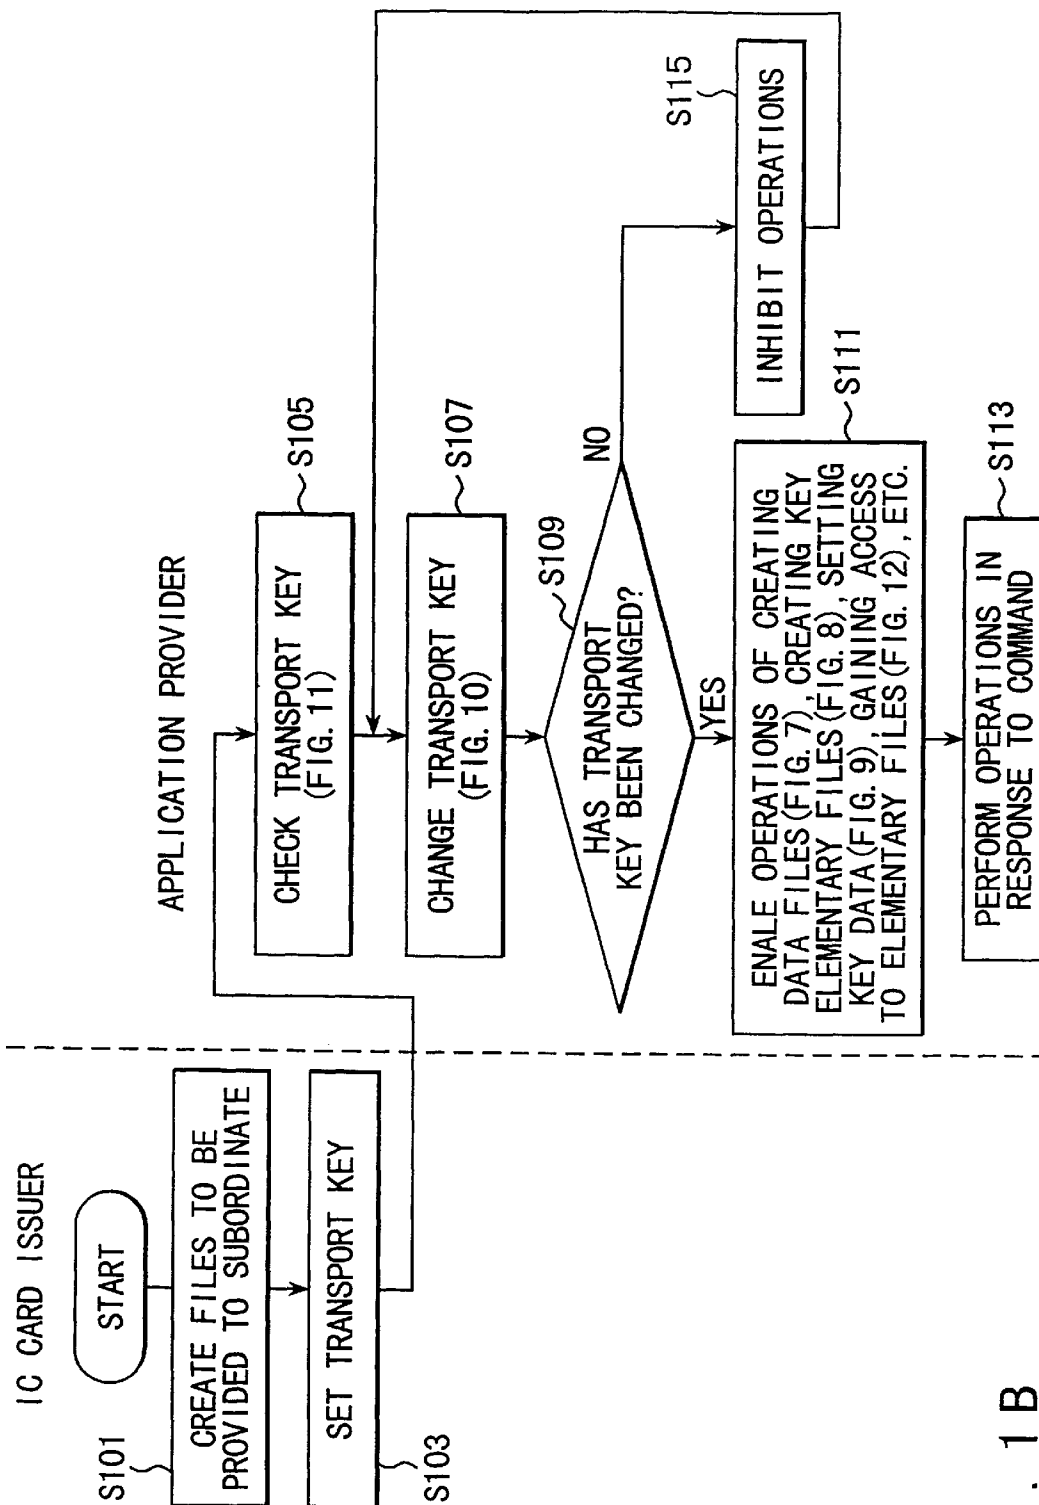 IC CARD ISSUER
START
S101
CREATE FILES TO BE
PROVIDED TO SUBORDINATE
SET TRANSPORT KEY
S103
APPLICATION PROVIDER
CHECK TRANSPORT KEY
(FIG. 11)
S105
CHANGE TRANSPORT KEY
(FIG. 10)
S107
HAS TRANSPORT
KEY BEEN CHANGED?
S109
NO
YES
INHIBIT OPERATIONS
S115
ENALE OPERATIONS OF CREATING
DATA FILES(FIG. 7), CREATING KEY
ELEMENTARY FILES(FIG. 8), SETTING
KEY DATA(FIG. 9), GAINING ACCESS
TO ELEMENTARY FILES(FIG. 12), ETC.
S111
PERFORM OPERATIONS IN
RESPONSE TO COMMAND
S113
. 1B